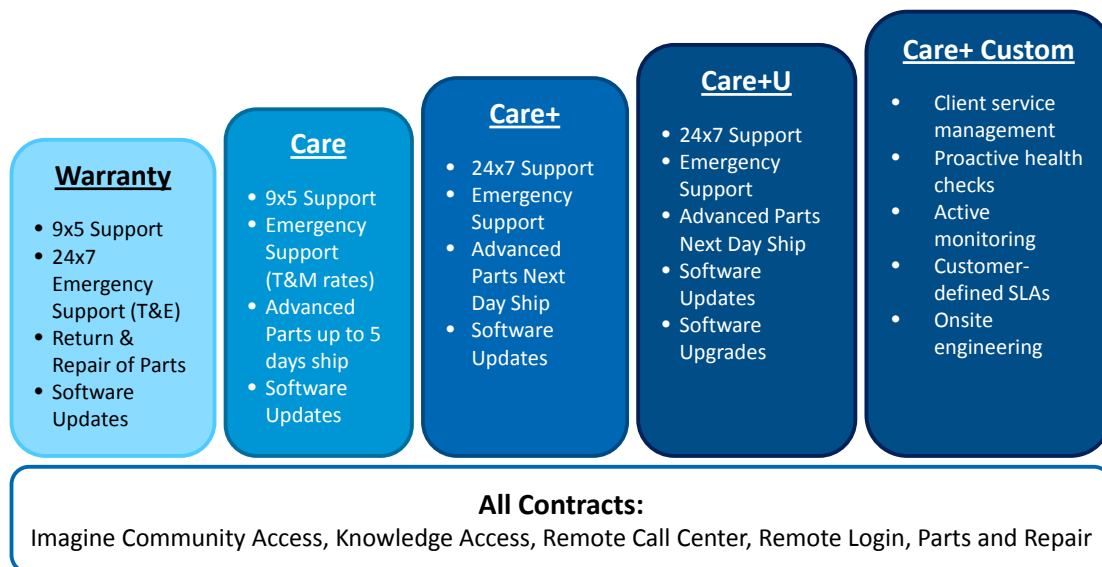 Warranty
• 9x5 Support
• 24x7
Emergency
Support (T&E)
• Return &
Repair of Parts
• Software
Updates
Care
• 9x5 Support
• Emergency
Support
(T&M rates)
• Advanced
Parts up to 5
days ship
• Software
Updates
Care+
• 24x7 Support
• Emergency
Support
• Advanced
Parts Next
Day Ship
• Software
Updates
Care+U
• 24x7 Support
• Emergency
Support
• Advanced Parts
Next Day Ship
• Software
Updates
• Software
Upgrades
Care+ Custom
• Client service
management
• Proactive health
checks
• Active
monitoring
• Customer-
defined SLAs
• Onsite
engineering
All Contracts:
Imagine Community Access, Knowledge Access, Remote Call Center, Remote Login, Parts and Repair